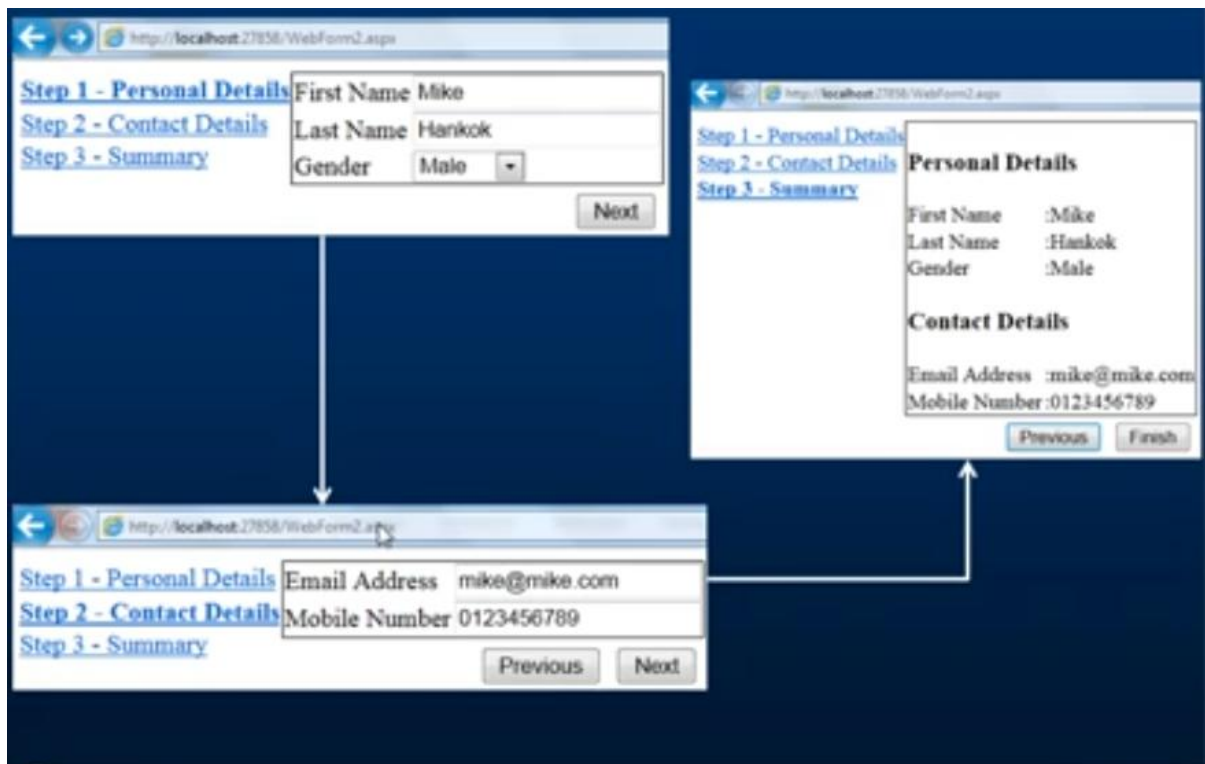 http://localhost:27858/WebForm2.aspx
Step 1 - Personal Details First Name Mike
Step 2 - Contact Details Last Name Hankok
Step 3 - Summary Gender Male
Next
http://localhost:27858/WebForm2.aspx
Step 1 - Personal Details
Step 2 - Contact Details Personal Details
Step 3 - Summary
First Name :Mike
Last Name :Hankok
Gender :Male
Contact Details
Email Address :mike@mike.com
Mobile Number :0123456789
Previous Finish
http://localhost:27858/WebForm2.aspx
Step 1 - Personal Details Email Address mike@mike.com
Step 2 - Contact Details Mobile Number 0123456789
Step 3 - Summary
Previous Next